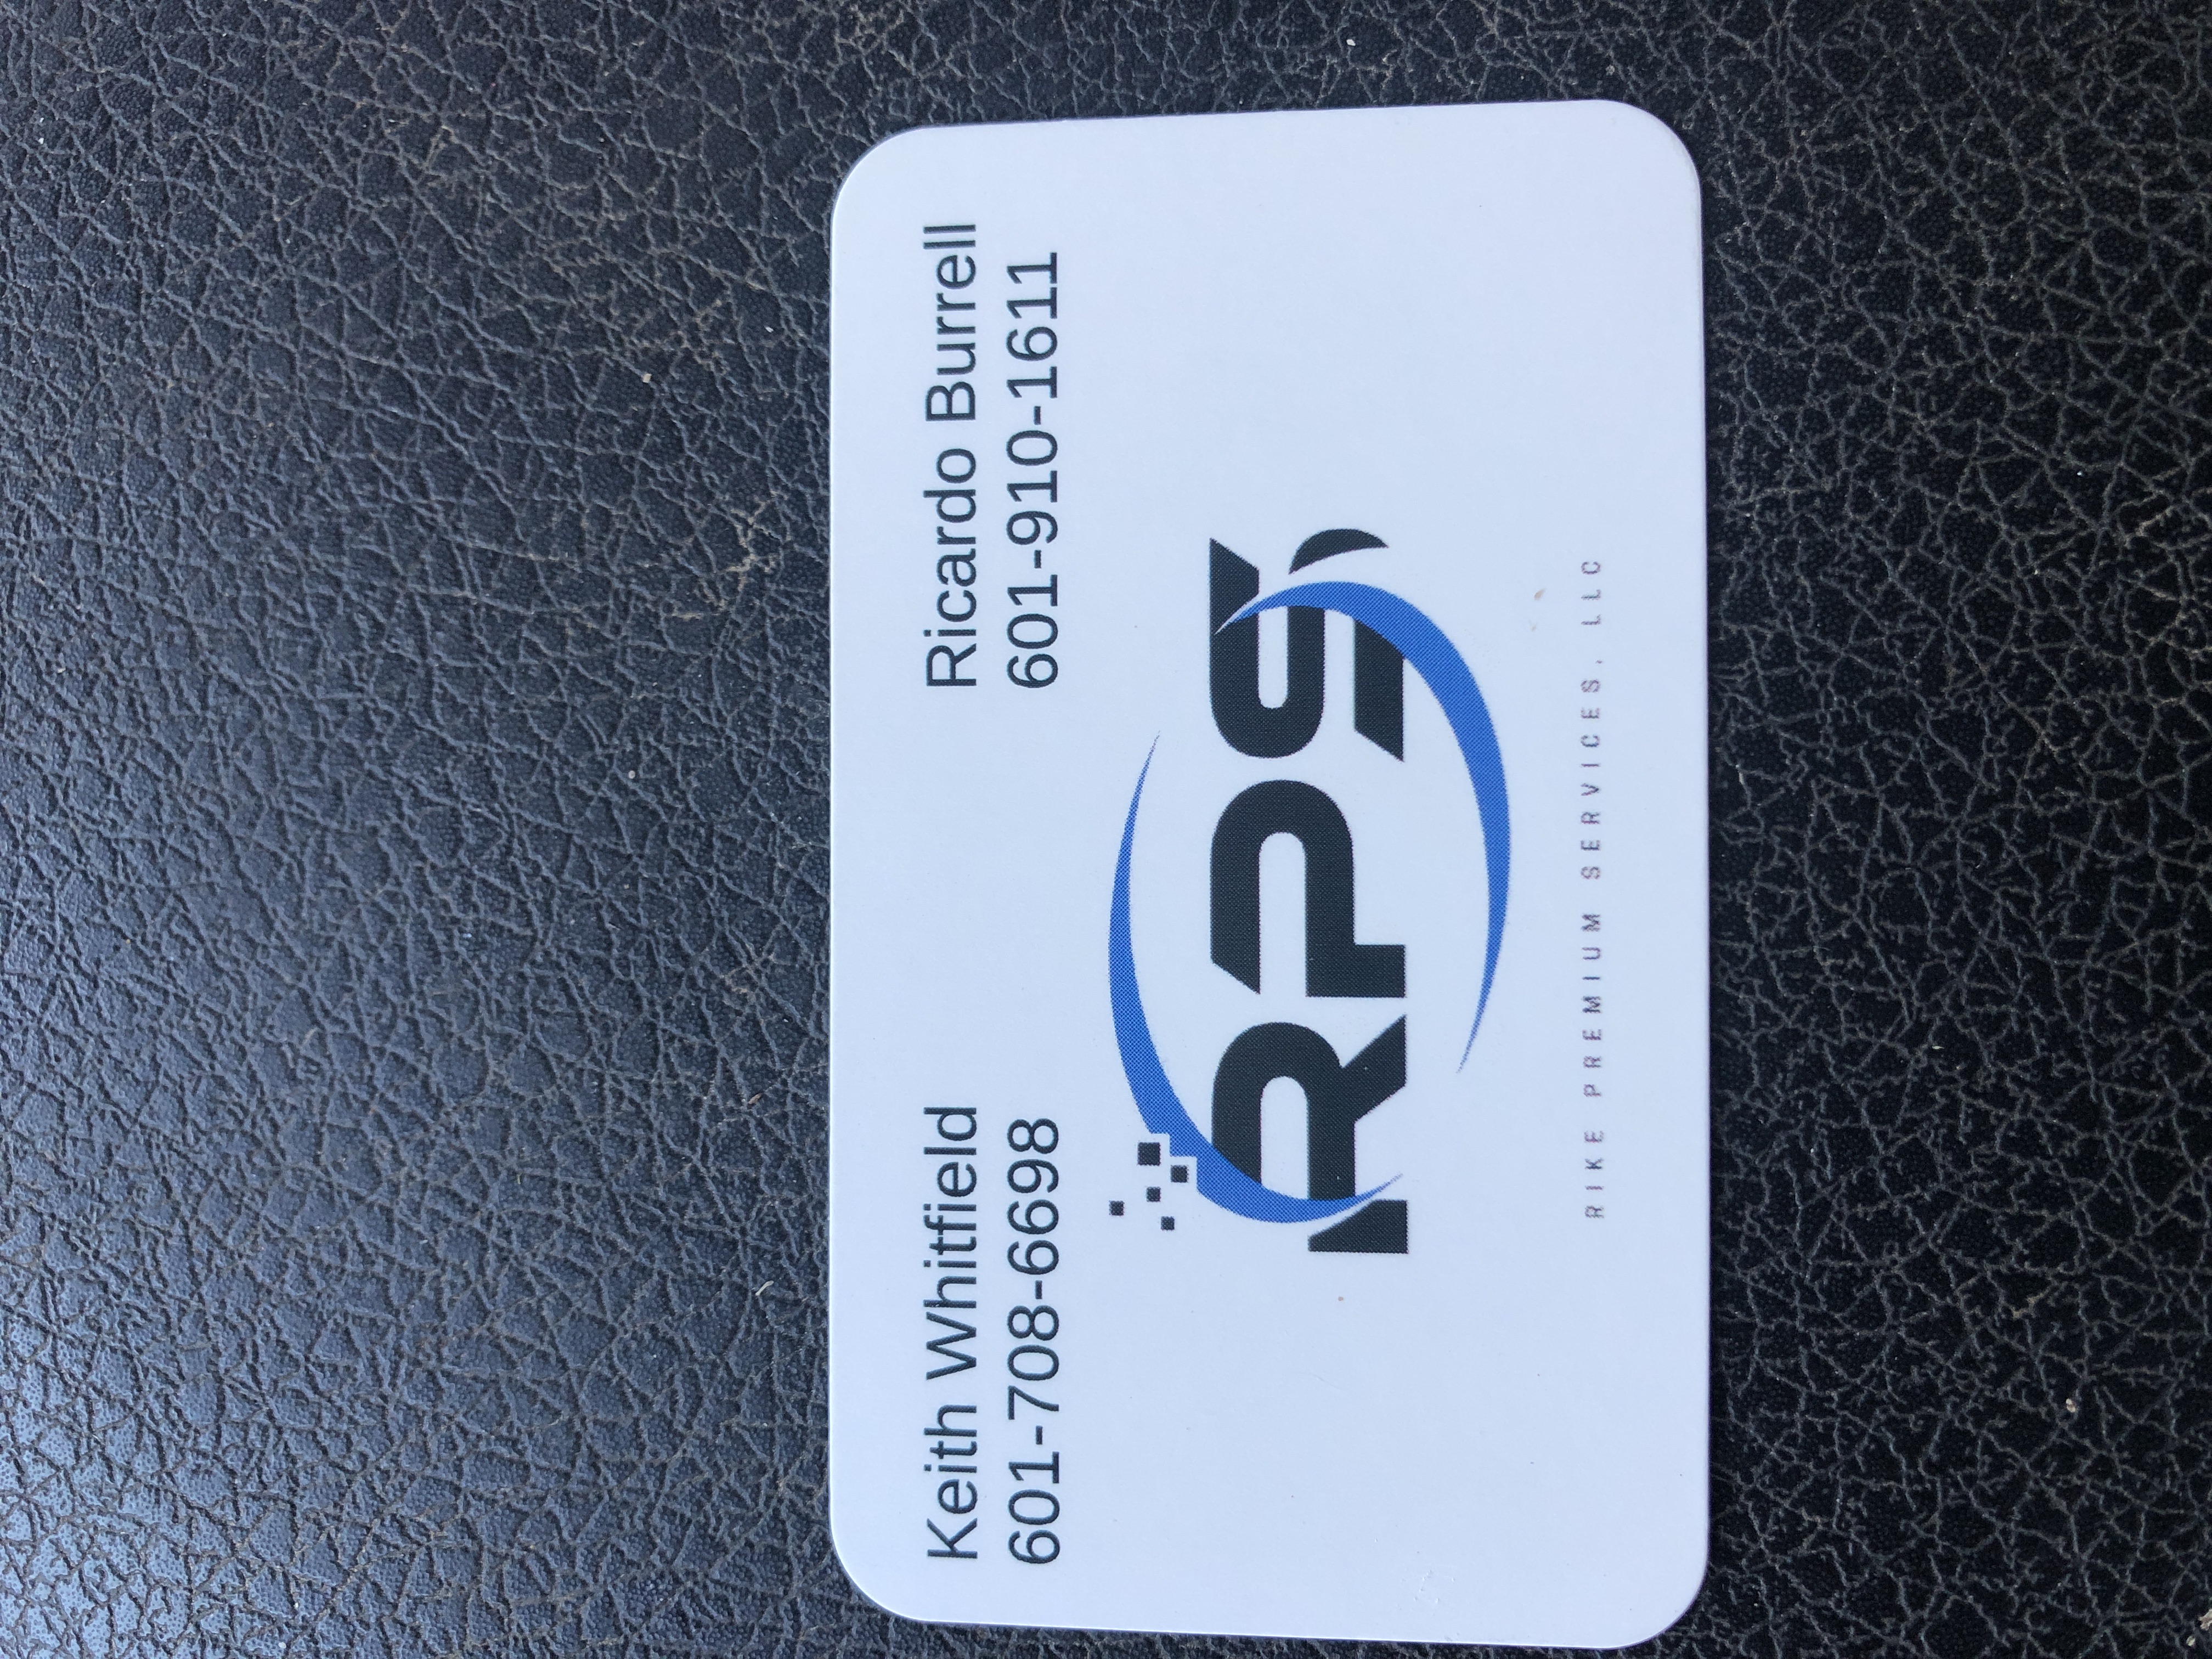 Keith Whitfield
601-708-6698
Ricardo Burrell
601-910-1611
RPS
RIKE PREMIUM SERVICES, LLC